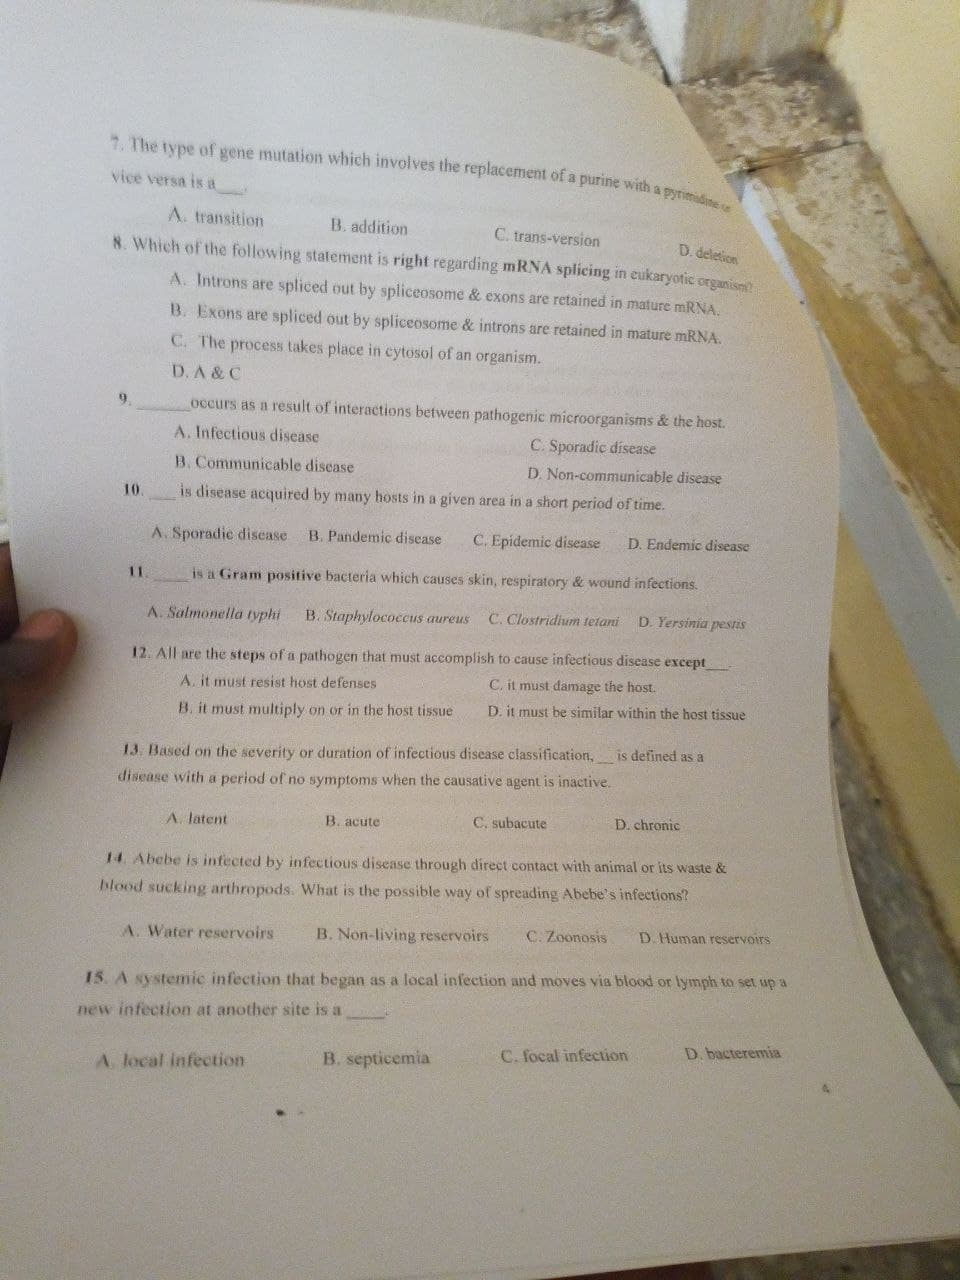 7. The type of gene mutation which involves the replacement of a purine with a pyrimidine or
vice versa is a___.
A. transition B. addition C. trans-version D. deletion
8. Which of the following statement is right regarding mRNA splicing in eukaryotic organism?
A. Introns are spliced out by spliceosome & exons are retained in mature mRNA.
B. Exons are spliced out by spliceosome & introns are retained in mature mRNA.
C. The process takes place in cytosol of an organism.
D. A & C
9. ______occurs as a result of interactions between pathogenic microorganisms & the host.
A. Infectious disease C. Sporadic disease
B. Communicable disease D. Non-communicable disease
10. ___ is disease acquired by many hosts in a given area in a short period of time.
A. Sporadic disease B. Pandemic disease C. Epidemic disease D. Endemic disease
11. ____ is a Gram positive bacteria which causes skin, respiratory & wound infections.
A. Salmonella typhi B. Staphylococcus aureus C. Clostridium tetani D. Yersinia pestis
12. All are the steps of a pathogen that must accomplish to cause infectious disease except___.
A. it must resist host defenses C. it must damage the host.
B. it must multiply on or in the host tissue D. it must be similar within the host tissue
13. Based on the severity or duration of infectious disease classification, __ is defined as a
disease with a period of no symptoms when the causative agent is inactive.
A. latent B. acute C. subacute D. chronic
14. Abebe is infected by infectious disease through direct contact with animal or its waste &
blood sucking arthropods. What is the possible way of spreading Abebe's infections?
A. Water reservoirs B. Non-living reservoirs C. Zoonosis D. Human reservoirs
15. A systemic infection that began as a local infection and moves via blood or lymph to set up a
new infection at another site is a ____.
A. local infection B. septicemia C. focal infection D. bacteremia
4